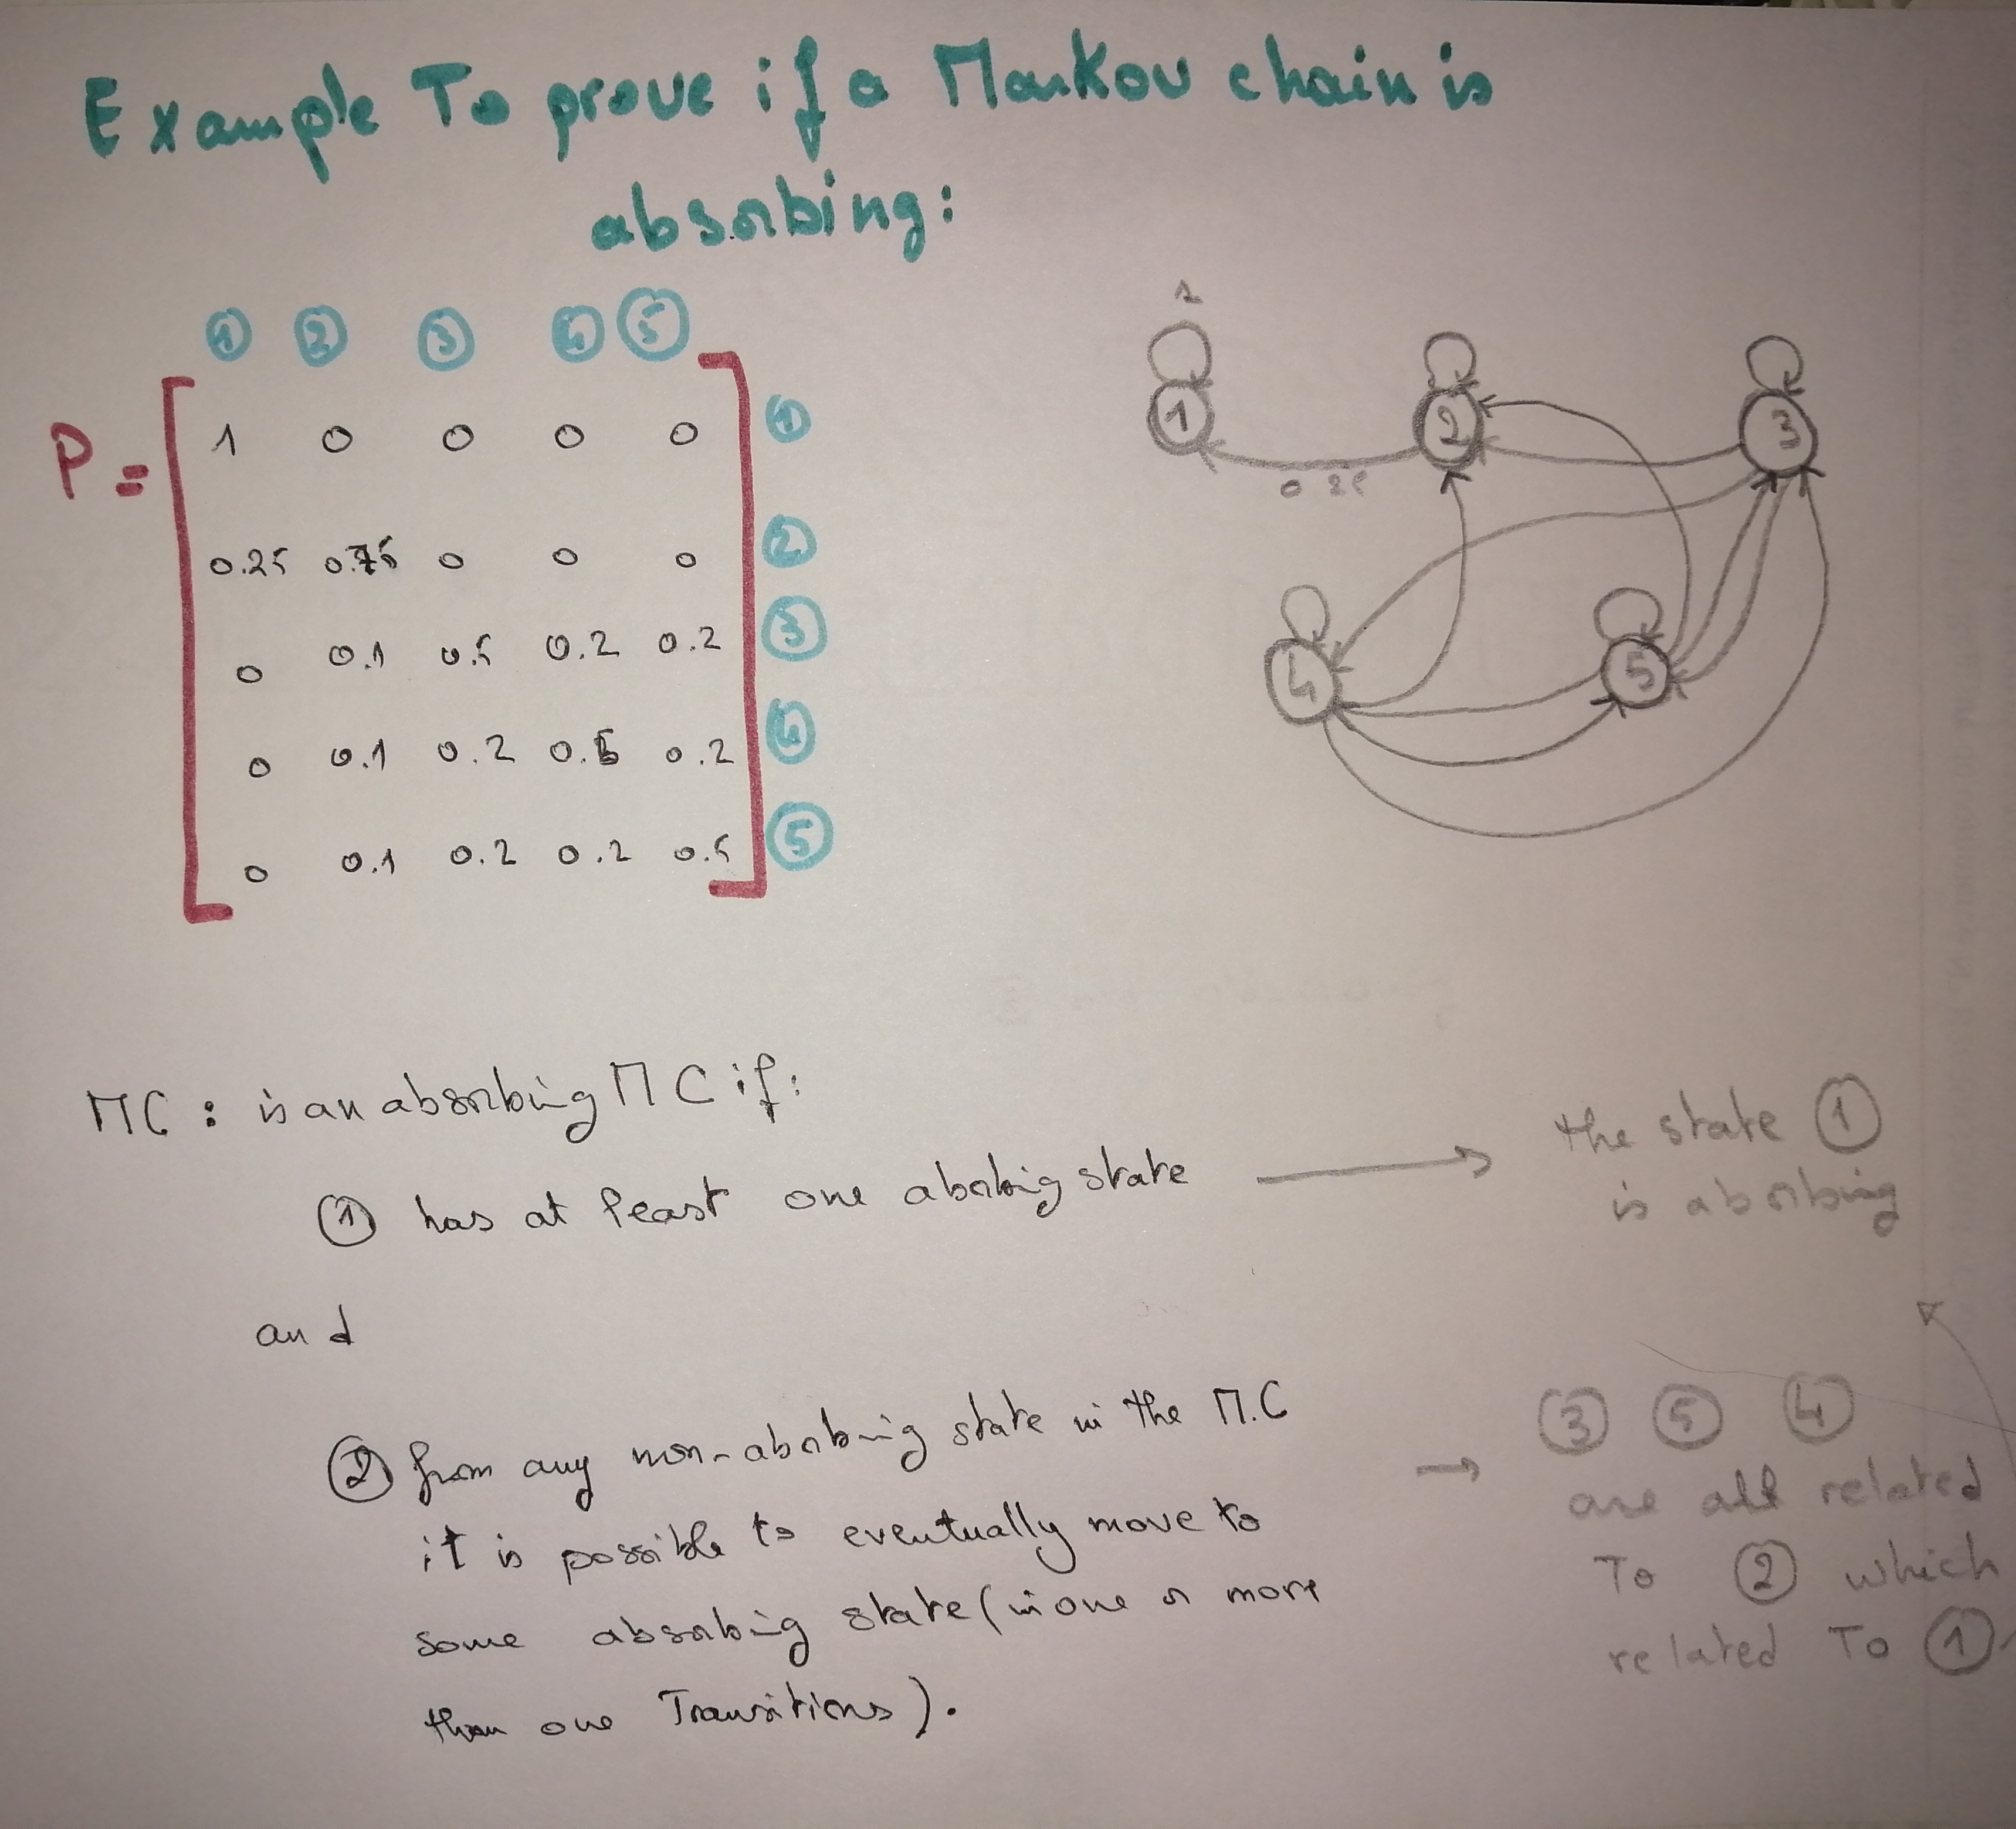 Example To prove if a Markov chain is
absorbing:
1 2 3 4 5
P = 1 0 0 0 0 1
0.25 0.75 0 0 0 2
0 0.1 0.5 0.2 0.2 3
0 0.1 0.2 0.5 0.2 4
0 0.1 0.2 0.2 0.5 5
1
1 2 3
0.25
4 5
MC : is an absorbing MC if:
1 has at least one absorbing state
the state 1
is absorbing
and
2 from any non-absorbing state in the M.C
it is possible to eventually move to
some absorbing state (in one or more
than one Transitions).
3 5 4
are all related
To 2 which
related To 1